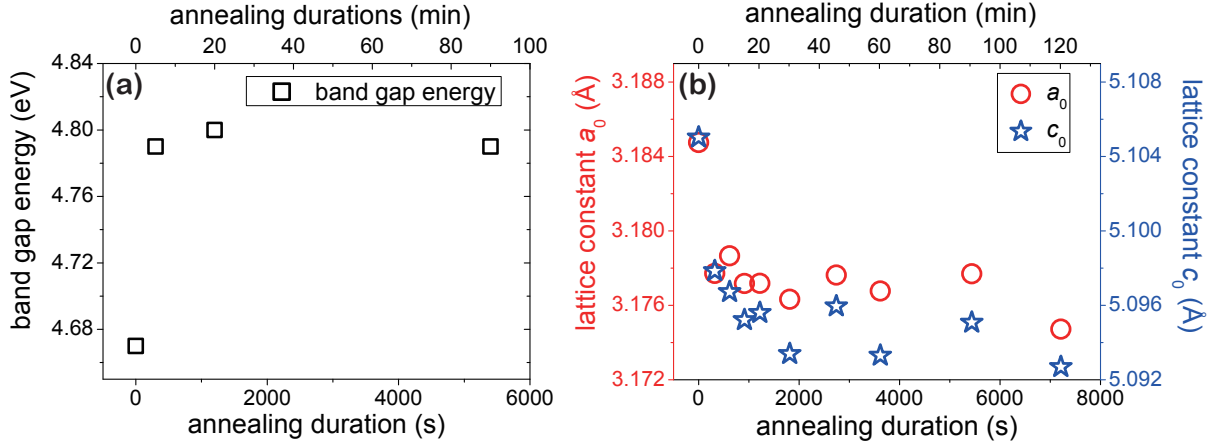 annealing durations (min)
0 20 40 60 80 100
(a)
band gap energy
band gap energy (eV)
4.84
4.80
4.76
4.72
4.68
0 2000 4000 6000
annealing duration (s)
annealing duration (min)
0 20 40 60 80 100 120
(b)
a0
c0
lattice constant a0 (Å)
3.188
3.184
3.180
3.176
3.172
5.108
5.104
5.100
5.096
5.092
lattice constant c0 (Å)
0 2000 4000 6000 8000
annealing duration (s)